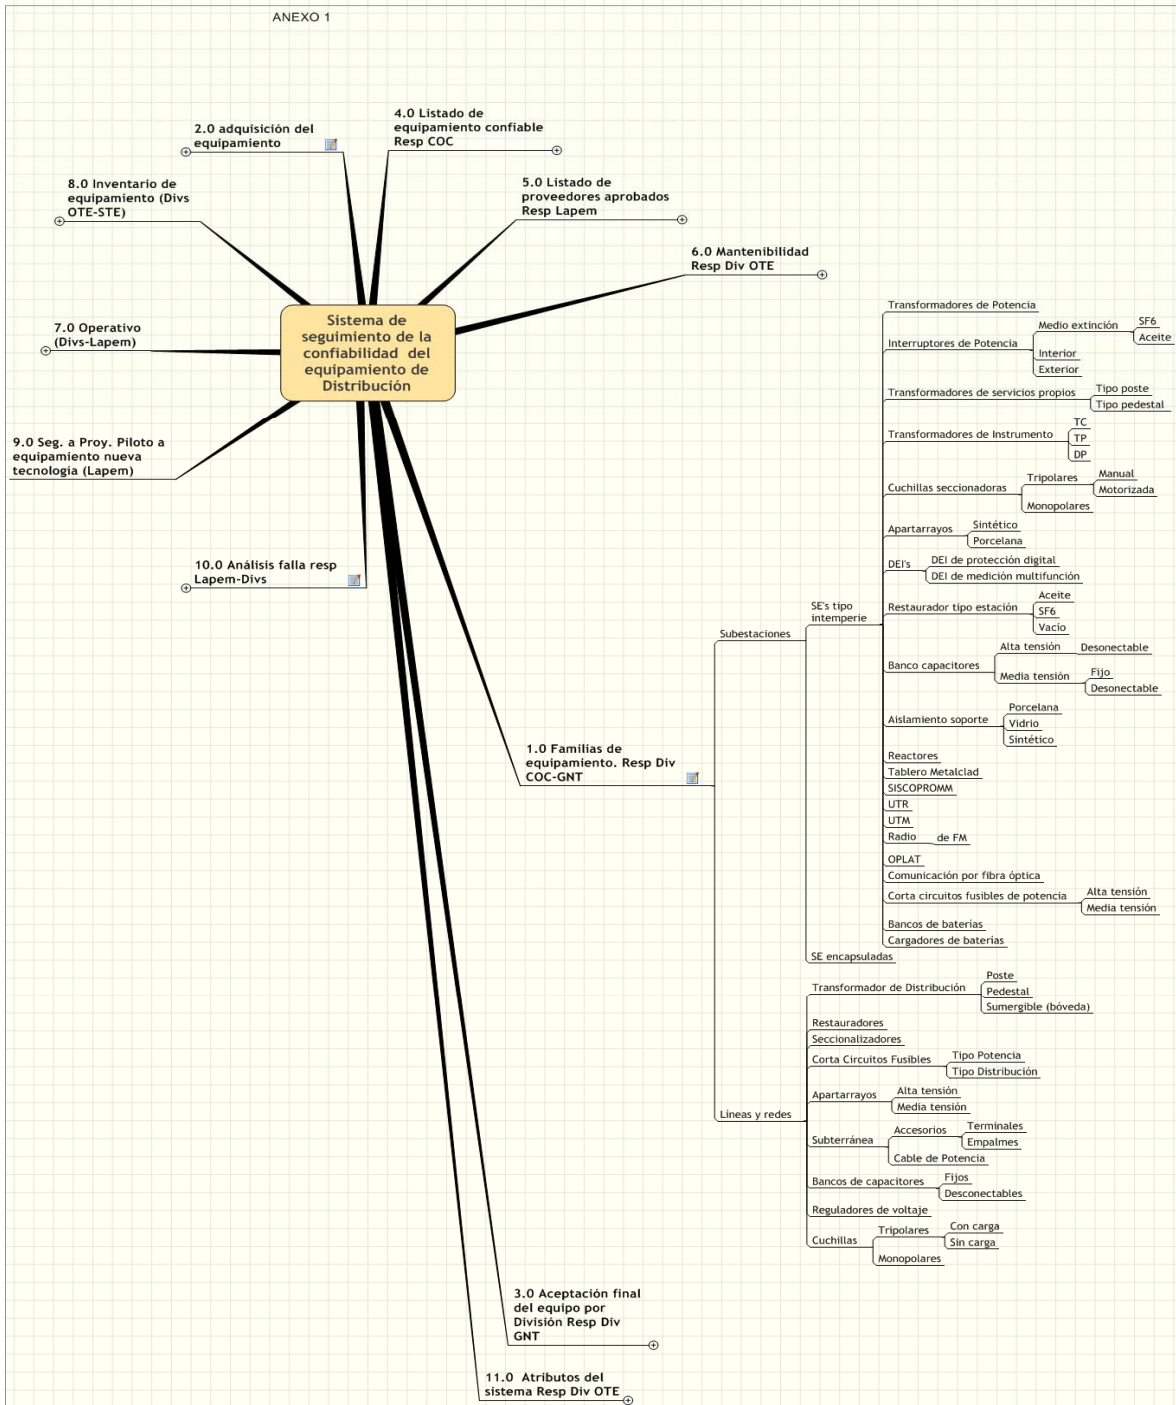 ANEXO 1
2.0 adquisición del
equipamiento
4.0 Listado de
equipamiento confiable
Resp COC
8.0 Inventario de
equipamiento (Divs
OTE-STE)
5.0 Listado de
proveedores aprobados
Resp Lapem
6.0 Mantenibilidad
Resp Div OTE
7.0 Operativo
(Divs-Lapem)
Sistema de
seguimiento de la
confiabilidad del
equipamiento de
Distribución
9.0 Seg. a Proy. Piloto a
equipamiento nueva
tecnología (Lapem)
10.0 Análisis falla resp
Lapem-Divs
1.0 Familias de
equipamiento. Resp Div
COC-GNT
Subestaciones
SE's tipo
intemperie
Transformadores de Potencia
Interruptores de Potencia
Medio extinción
SF6
Aceite
Interior
Exterior
Transformadores de servicios propios
Tipo poste
Tipo pedestal
Transformadores de Instrumento
TC
TP
DP
Cuchillas seccionadoras
Tripolares
Manual
Motorizada
Monopolares
Apartarrayos
Sintético
Porcelana
DEI's
DEI de protección digital
DEI de medición multifunción
Restaurador tipo estación
Aceite
SF6
Vacío
Banco capacitores
Alta tensión
Desonectable
Media tensión
Fijo
Desonectable
Aislamiento soporte
Porcelana
Vidrio
Sintético
Reactores
Tablero Metalclad
SISCOPROMM
UTR
UTM
Radio
de FM
OPLAT
Comunicación por fibra óptica
Corta circuitos fusibles de potencia
Alta tensión
Media tensión
Bancos de baterías
Cargadores de baterías
SE encapsuladas
Líneas y redes
Transformador de Distribución
Poste
Pedestal
Sumergible (bóveda)
Restauradores
Seccionalizadores
Corta Circuitos Fusibles
Tipo Potencia
Tipo Distribución
Apartarrayos
Alta tensión
Media tensión
Subterránea
Accesorios
Terminales
Empalmes
Cable de Potencia
Bancos de capacitores
Fijos
Desconectables
Reguladores de voltaje
Cuchillas
Tripolares
Con carga
Sin carga
Monopolares
3.0 Aceptación final
del equipo por
División Resp Div
GNT
11.0 Atributos del
sistema Resp Div OTE